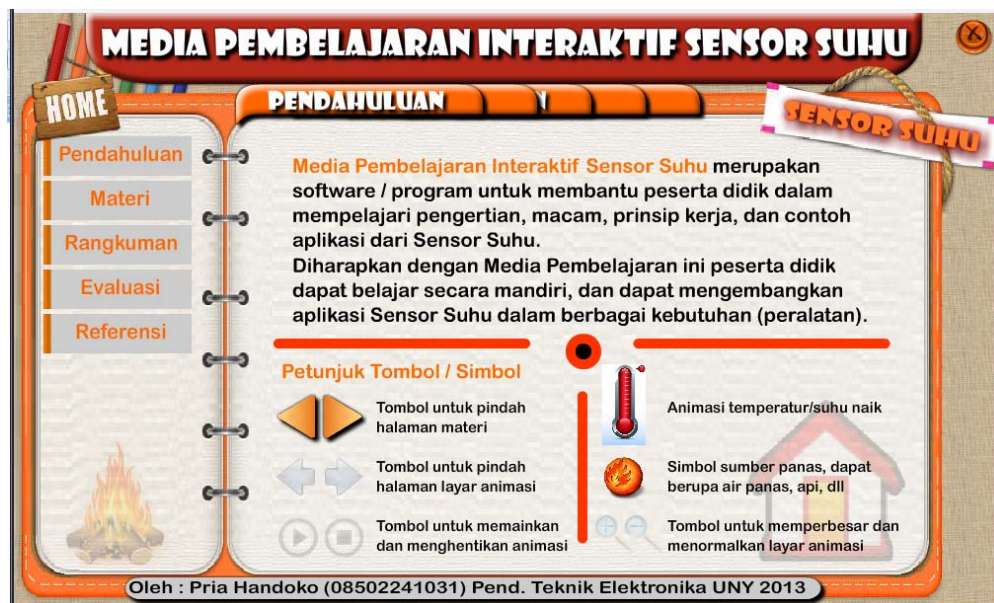 MEDIA PEMBELAJARAN INTERAKTIF SENSOR SUHU
HOME
PENDAHULUAN
SENSOR SUHU
Pendahuluan
Materi
Rangkuman
Evaluasi
Referensi
Media Pembelajaran Interaktif Sensor Suhu merupakan
software / program untuk membantu peserta didik dalam
mempelajari pengertian, macam, prinsip kerja, dan contoh
aplikasi dari Sensor Suhu.
Diharapkan dengan Media Pembelajaran ini peserta didik
dapat belajar secara mandiri, dan dapat mengembangkan
aplikasi Sensor Suhu dalam berbagai kebutuhan (peralatan).
Petunjuk Tombol / Simbol
Tombol untuk pindah
halaman materi
Tombol untuk pindah
halaman layar animasi
Tombol untuk memainkan
dan menghentikan animasi
Animasi temperatur/suhu naik
Simbol sumber panas, dapat
berupa air panas, api, dll
Tombol untuk memperbesar dan
menormalkan layar animasi
Oleh : Pria Handoko (08502241031) Pend. Teknik Elektronika UNY 2013